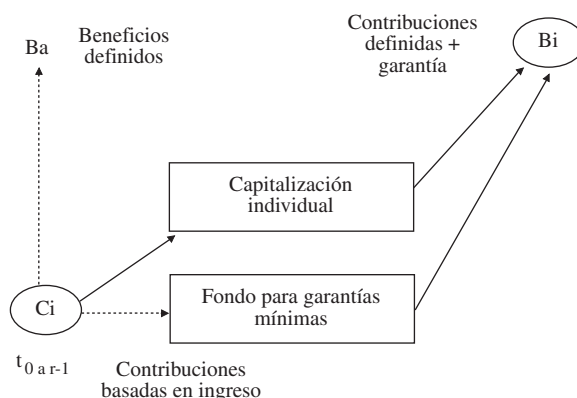 Ba
Beneficios
definidos
Contribuciones
definidas +
garantía
Bi
Capitalización
individual
Ci
Fondo para garantías
mínimas
t0 a r-1
Contribuciones
basadas en ingreso